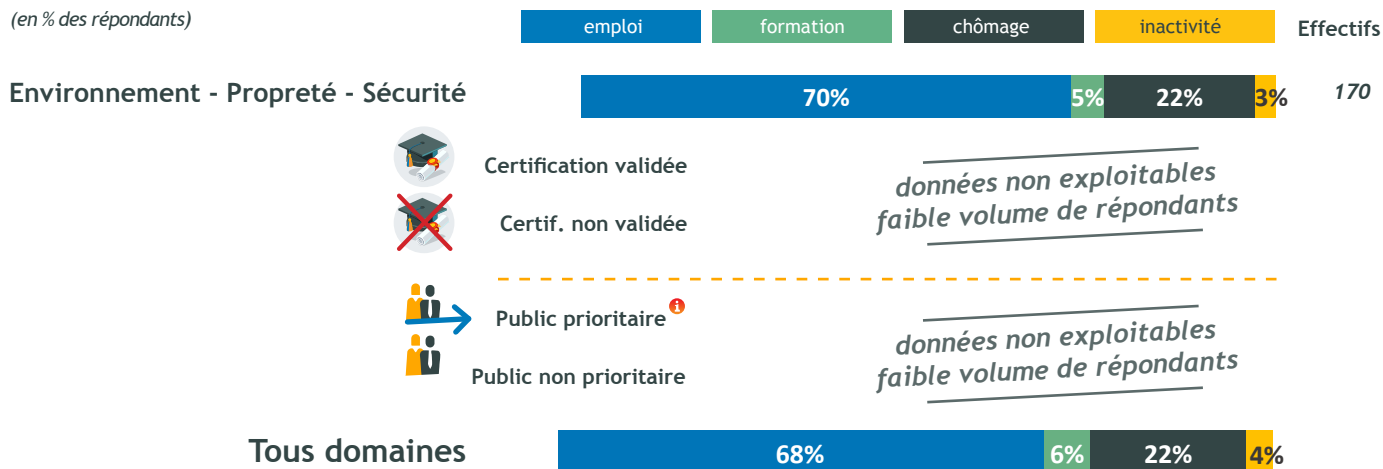 (en % des répondants)
emploi formation chômage inactivité Effectifs
Environnement - Propreté - Sécurité 70% 5% 22% 3% 170
Certification validée
Certif. non validée
données non exploitables
faible volume de répondants
Public prioritaire i
Public non prioritaire
données non exploitables
faible volume de répondants
Tous domaines 68% 6% 22% 4%